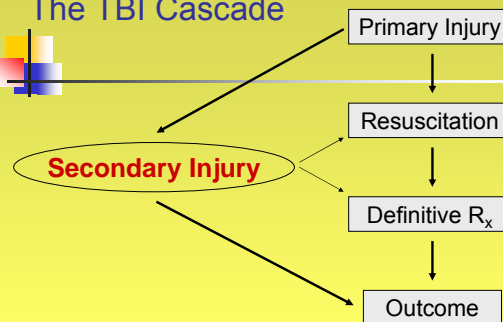 The TBI Cascade
Primary Injury
Resuscitation
Secondary Injury
Definitive Rx
Outcome